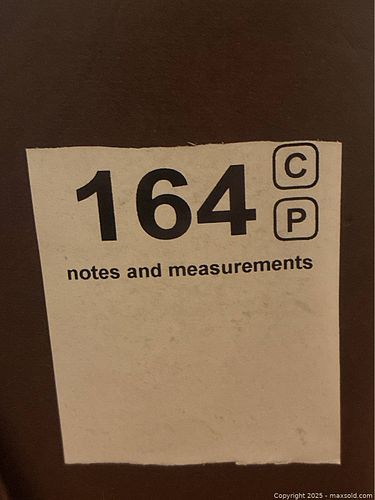 164
C
P
notes and measurements
Copyright 2025 - maxsold.com